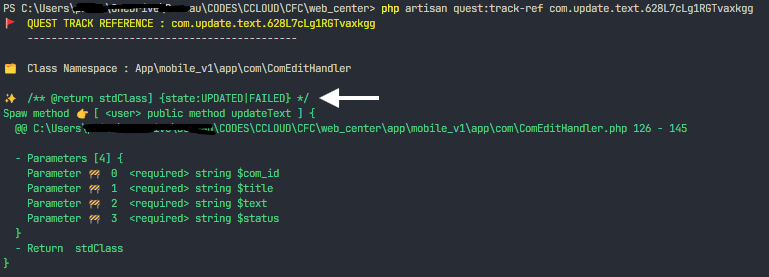 PS C:\Users\ \OneDrive\ au\CODES\CCLOUD\CFC\web_center> php artisan quest:track-ref com.update.text.628L7cLg1RGTvaxkgg
🚩 QUEST TRACK REFERENCE : com.update.text.628L7cLg1RGTvaxkgg
-------------------------------------------
🗂️ Class Namespace : App\mobile_v1\app\com\ComEditHandler
✨ /** @return stdClass] {state:UPDATED|FAILED} */
Spaw method 👉 [ <user> public method updateText ] {
@@ C:\Users\ \CODES\CCLOUD\CFC\web_center\app\mobile_v1\app\com\ComEditHandler.php 126 - 145
- Parameters [4] {
Parameter 🚧 0 <required> string $com_id
Parameter 🚧 1 <required> string $title
Parameter 🚧 2 <required> string $text
Parameter 🚧 3 <required> string $status
}
- Return stdClass
}